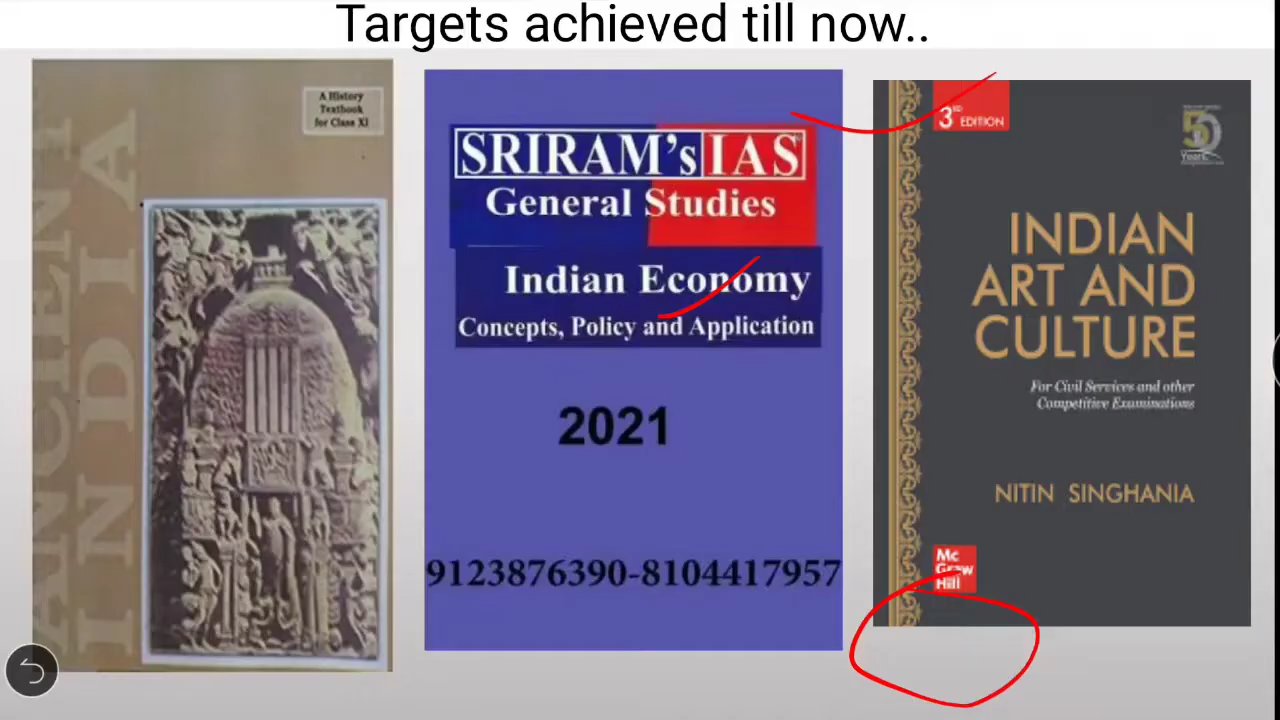 Targets achieved till now..
ANCIENT
INDIA
A History
Textbook
for Class XI
SRIRAM's IAS
General Studies
Indian Economy
Concepts, Policy and Application
2021
9123876390-8104417957
3RD EDITION
50
Years
INDIAN
ART AND
CULTURE
For Civil Services and other
Competitive Examinations
NITIN SINGHANIA
Mc
Graw
Hill